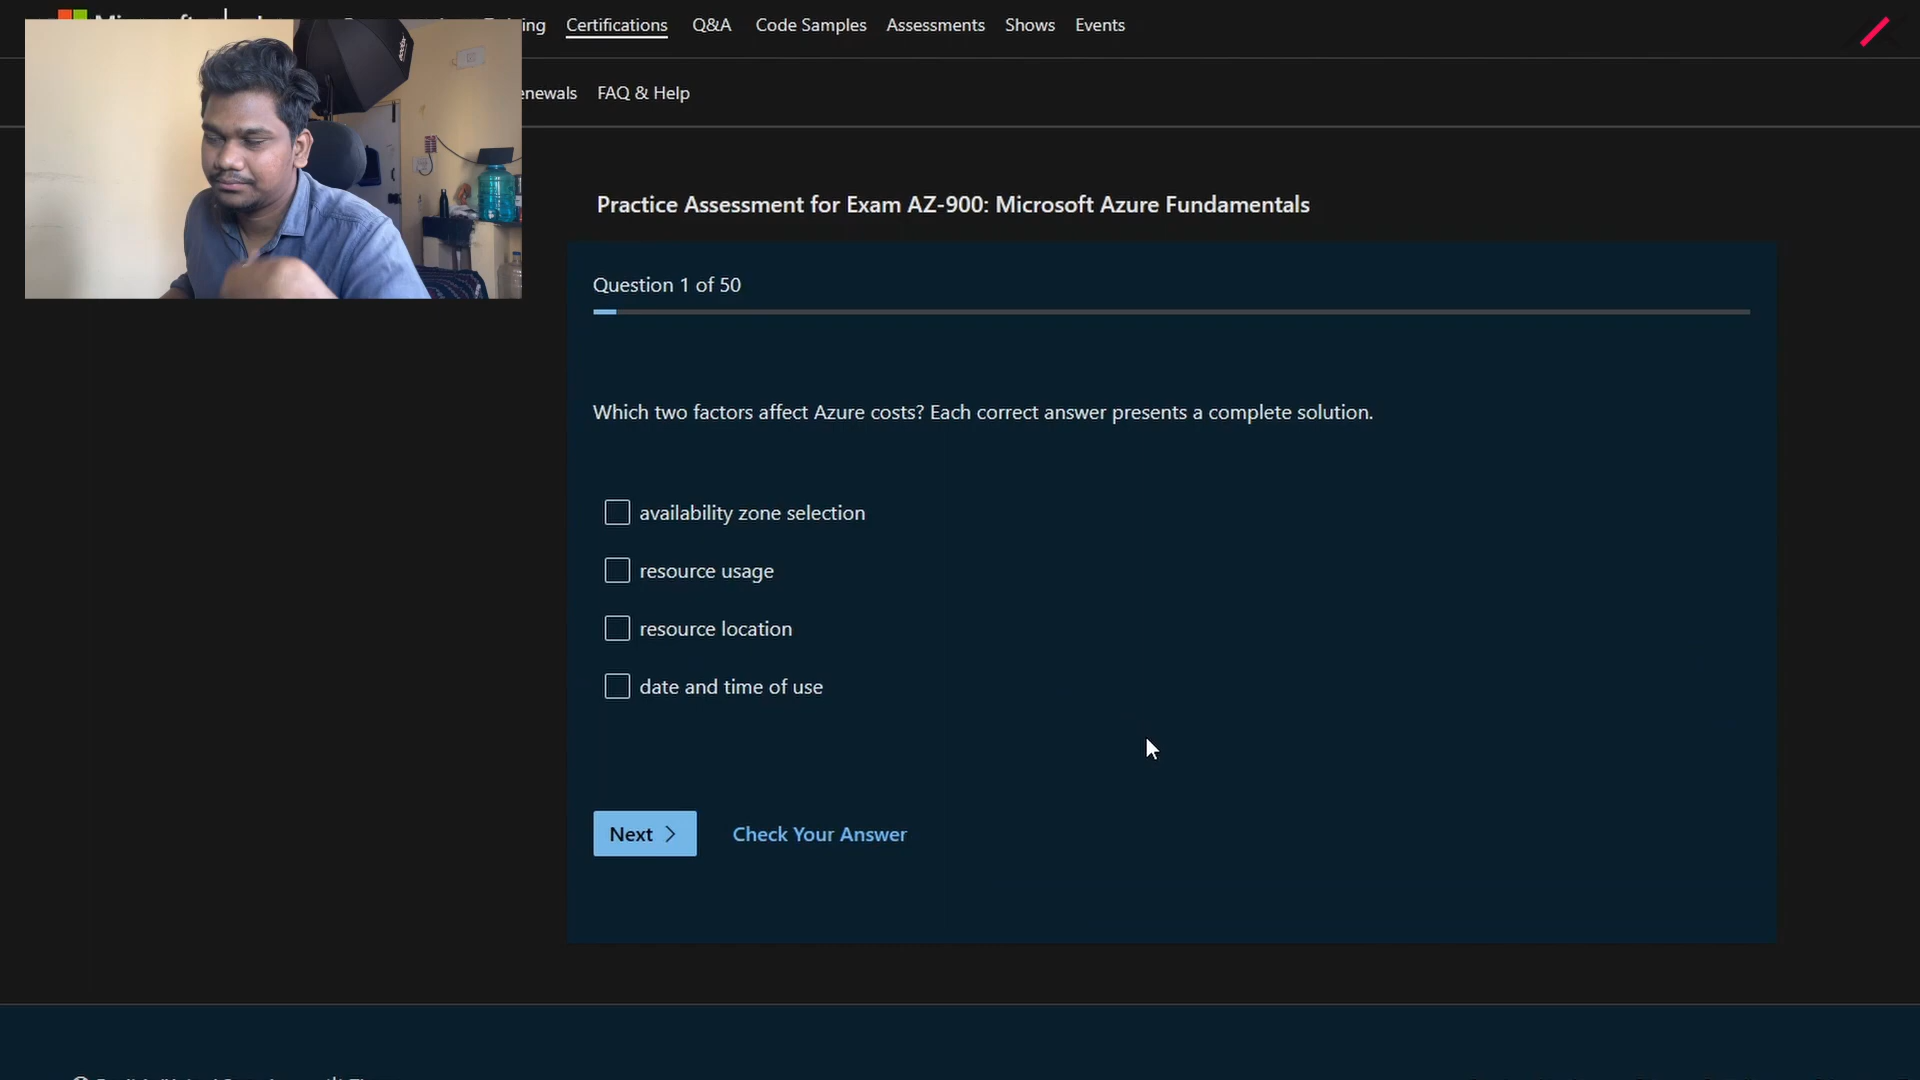 Certifications Q&A Code Samples Assessments Shows Events
FAQ & Help
Practice Assessment for Exam AZ-900: Microsoft Azure Fundamentals
Question 1 of 50
Which two factors affect Azure costs? Each correct answer presents a complete solution.
availability zone selection
resource usage
resource location
date and time of use
Next
Check Your Answer